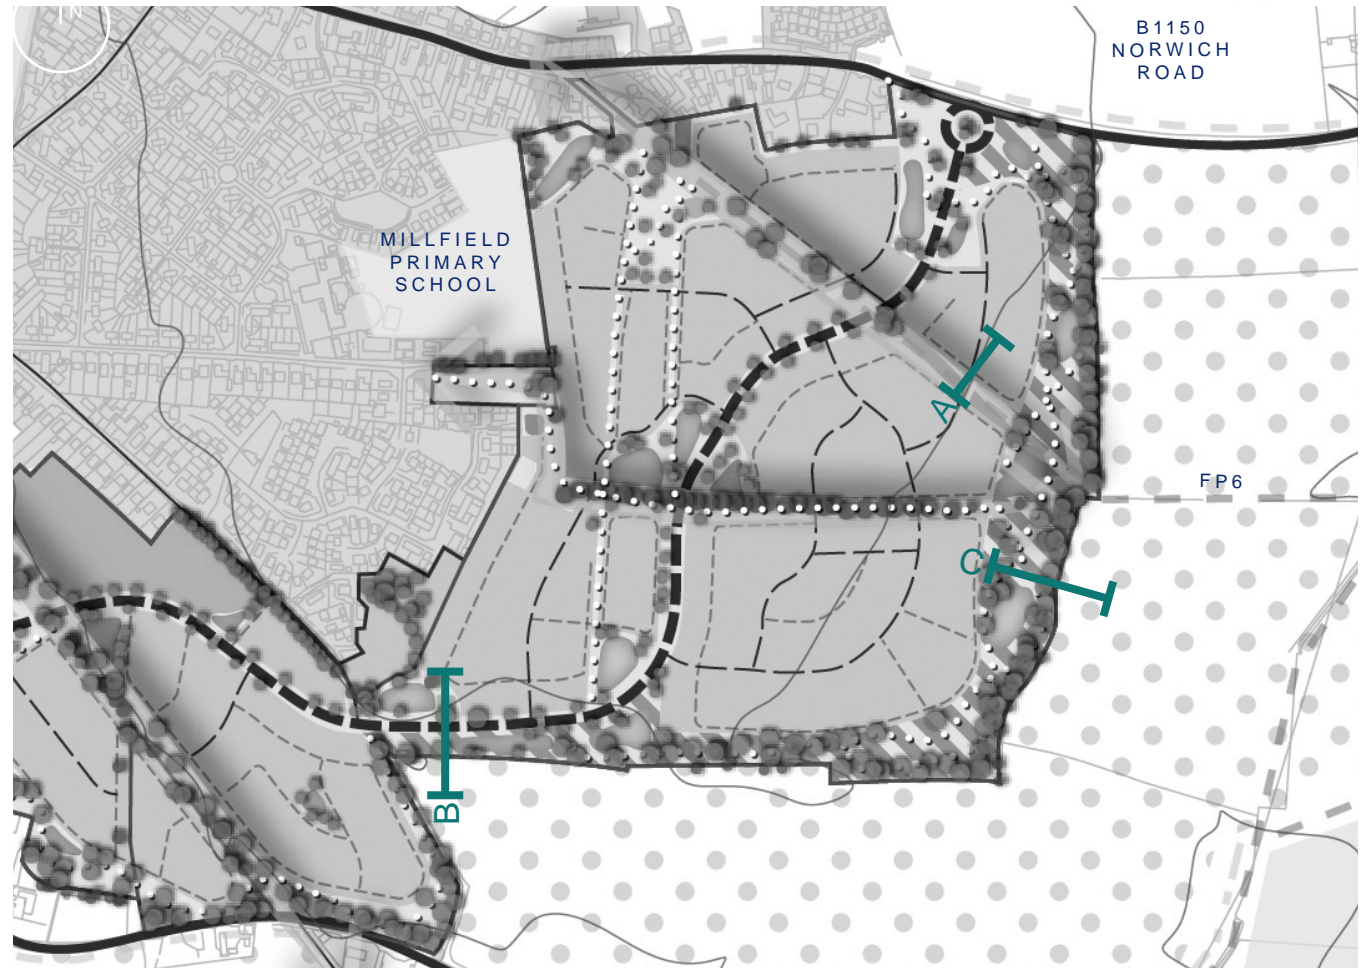 N
B1150
NORWICH
ROAD
MILLFIELD
PRIMARY
SCHOOL
A
FP6
C
B